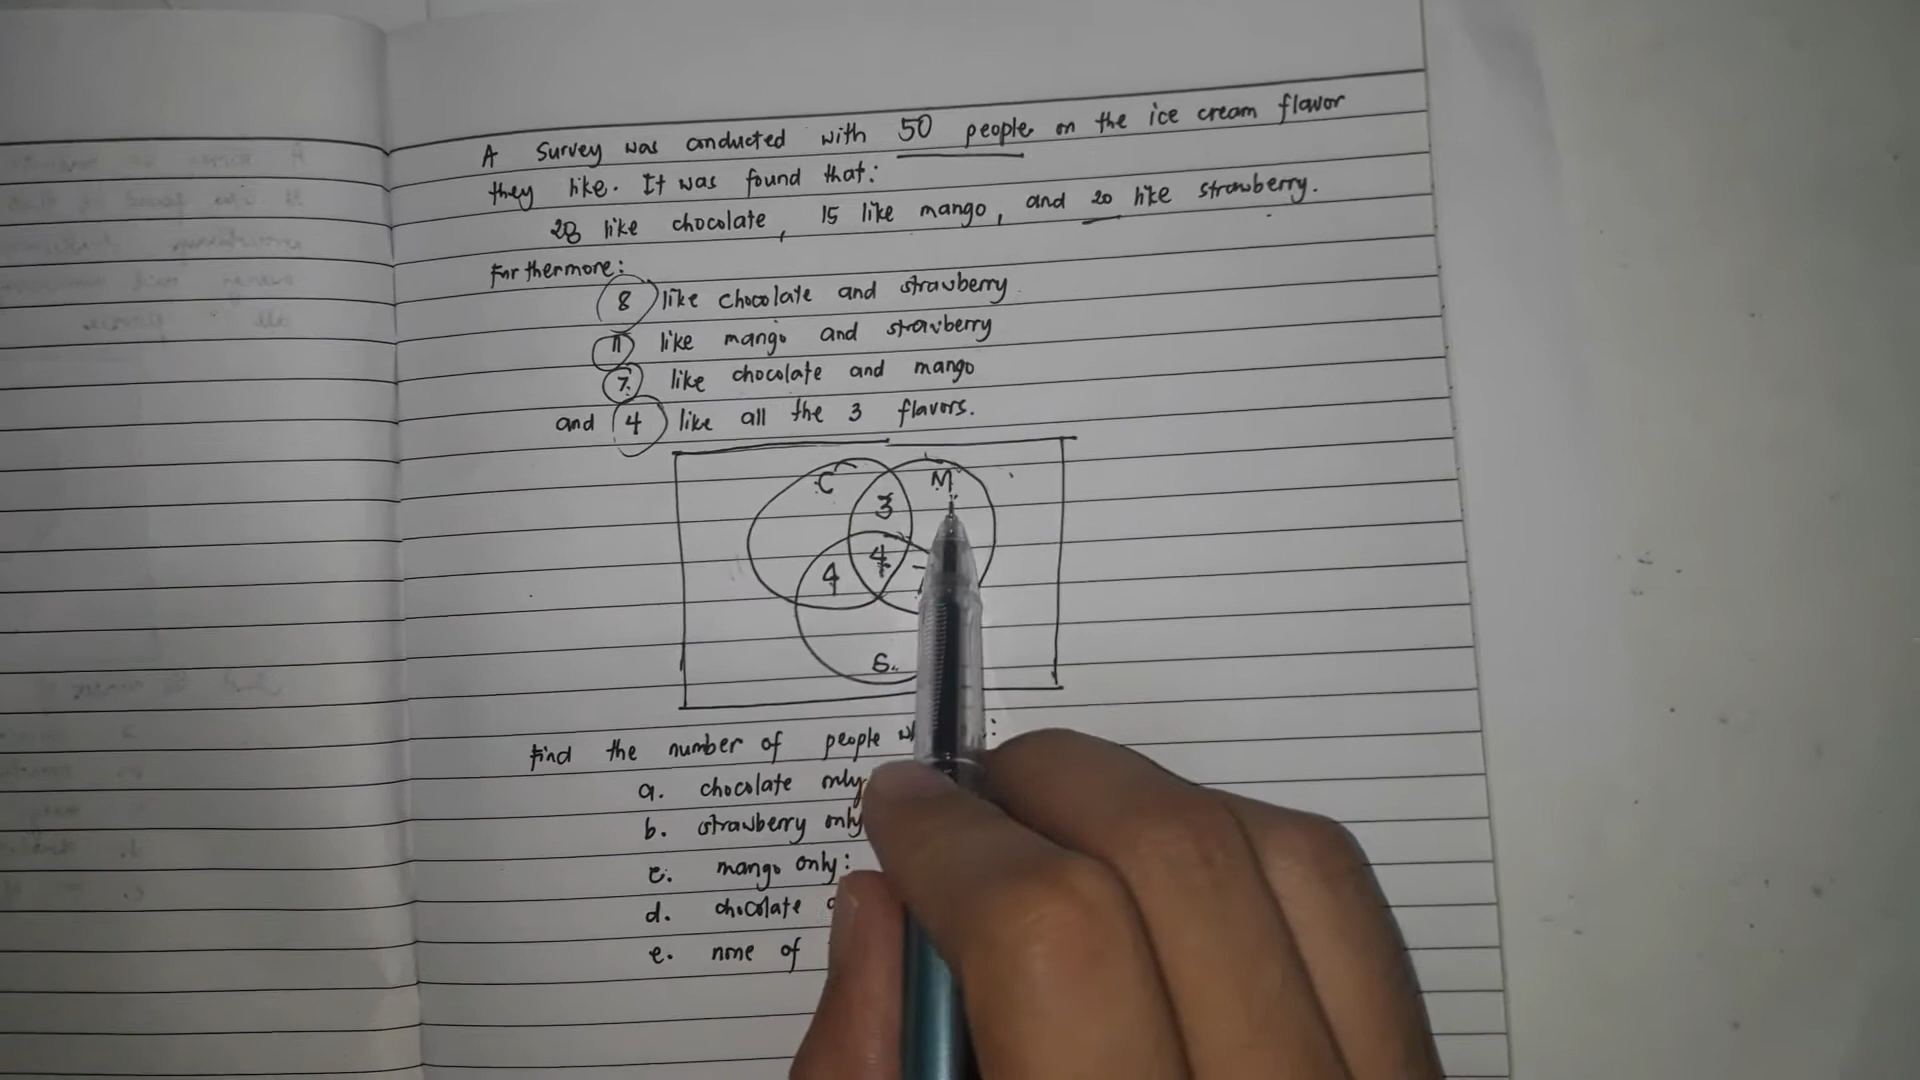 A survey was conducted with 50 people on the ice cream flavor
they like. It was found that:
28 like chocolate, 15 like mango, and 20 like strawberry.
Furthermore:
8 like chocolate and strawberry
11 like mango and strawberry
7 like chocolate and mango
and 4 like all the 3 flavors.
C M
3
4 4
S
Find the number of people
a. chocolate only
b. strawberry only
c. mango only:
d. chocolate
e. none of